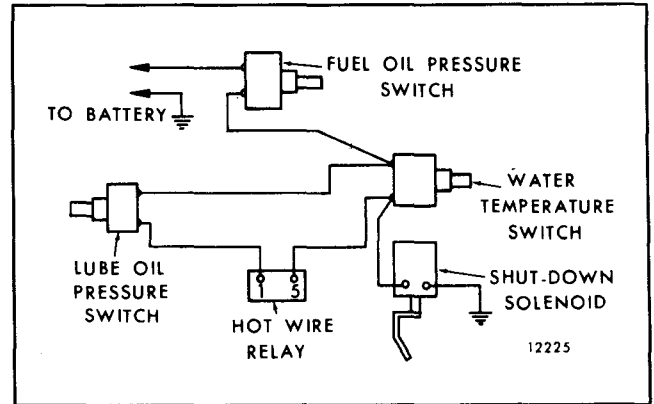 FUEL OIL PRESSURE
SWITCH
TO BATTERY
WATER
TEMPERATURE
SWITCH
LUBE OIL
PRESSURE
SWITCH
1 5
HOT WIRE
RELAY
SHUT-DOWN
SOLENOID
12225